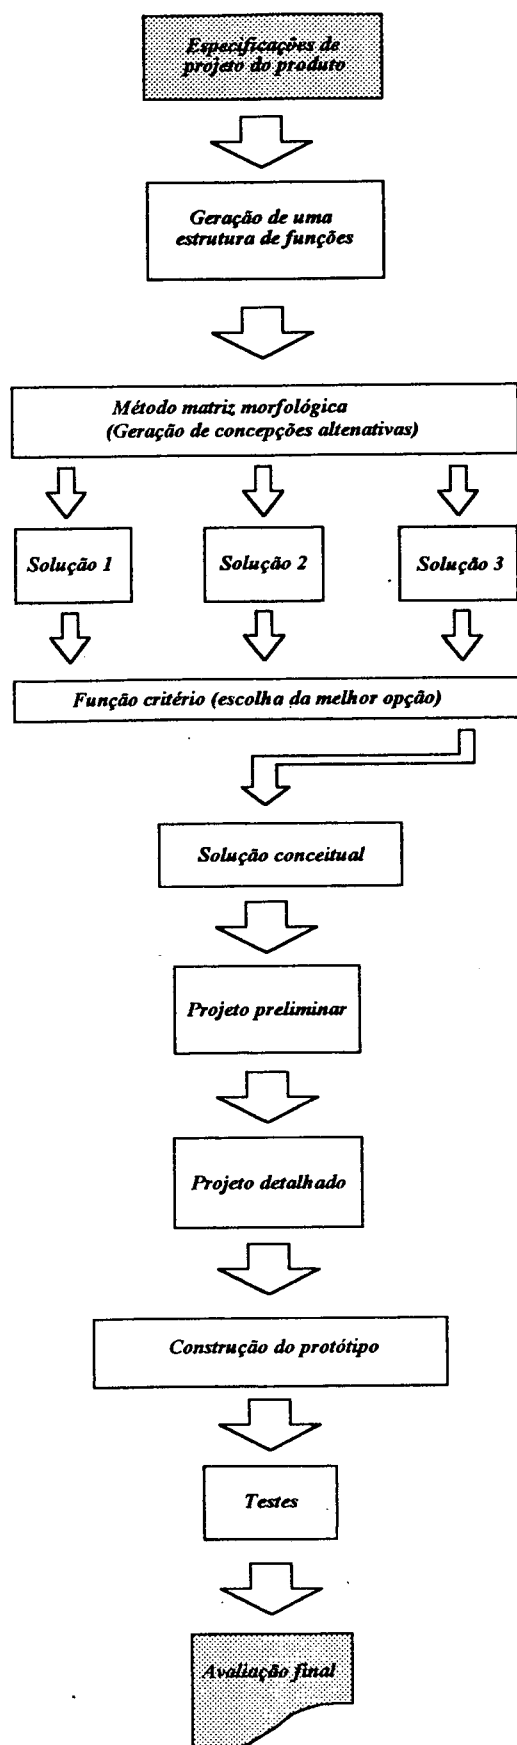 Especificações de
projeto do produto
Geração de uma
estrutura de funções
Método matriz morfológica
(Geração de concepções altenativas)
Solução 1
Solução 2
Solução 3
Função critério (escolha da melhor opção)
Solução conceitual
Projeto preliminar
Projeto detalhado
Construção do protótipo
Testes
Avaliação final